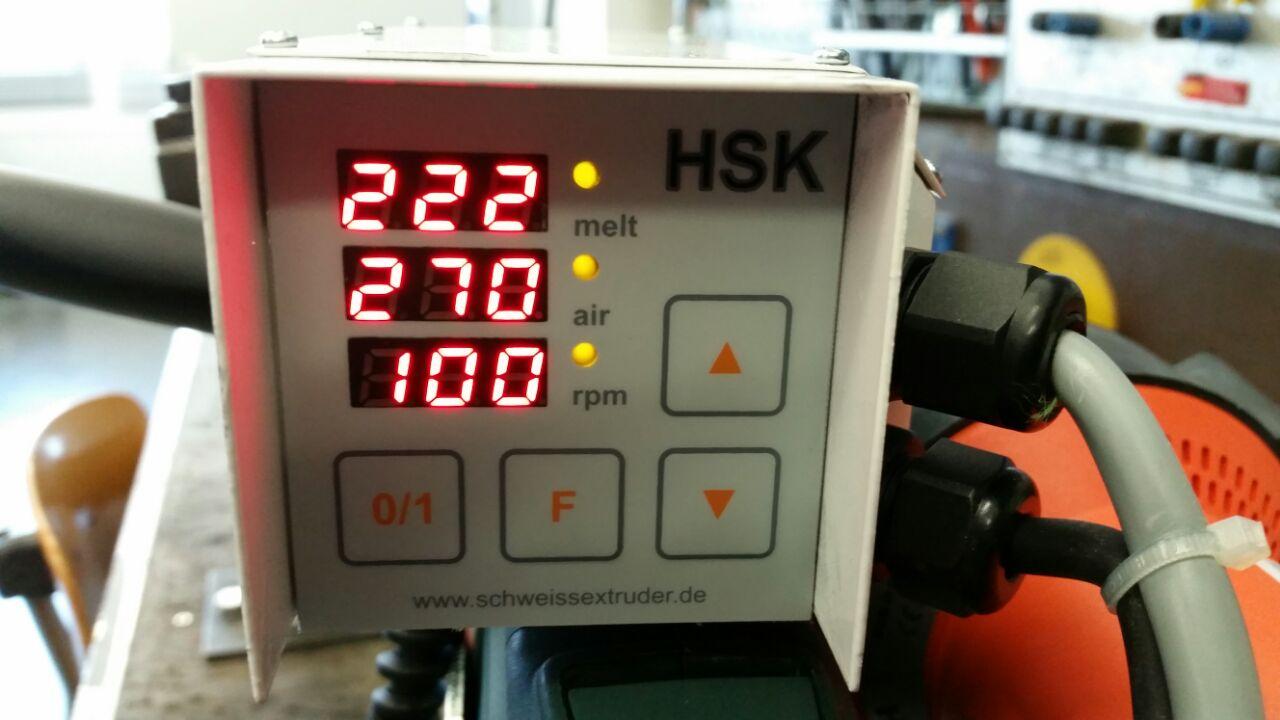 HSK
222
melt
270
air
100
rpm
▲
0/1 F ▼
www.schweissextruder.de